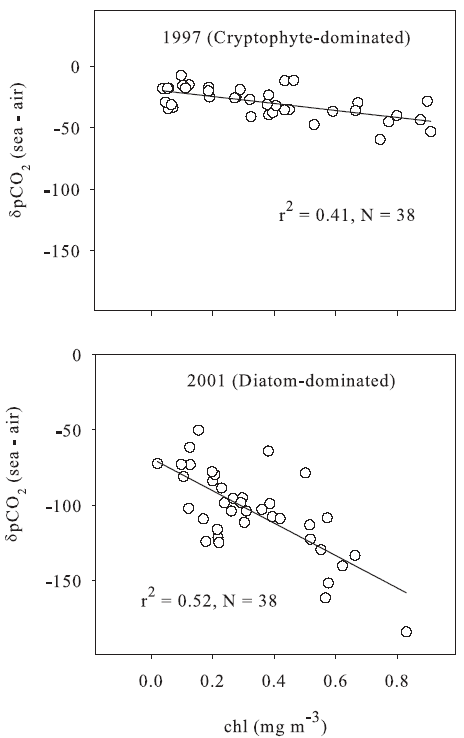 1997 (Cryptophyte-dominated)
0
-50
-100
-150
δpCO₂ (sea - air)
r² = 0.41, N = 38
0
-50
-100
-150
δpCO₂ (sea - air)
2001 (Diatom-dominated)
r² = 0.52, N = 38
0.0 0.2 0.4 0.6 0.8
chl (mg m⁻³)